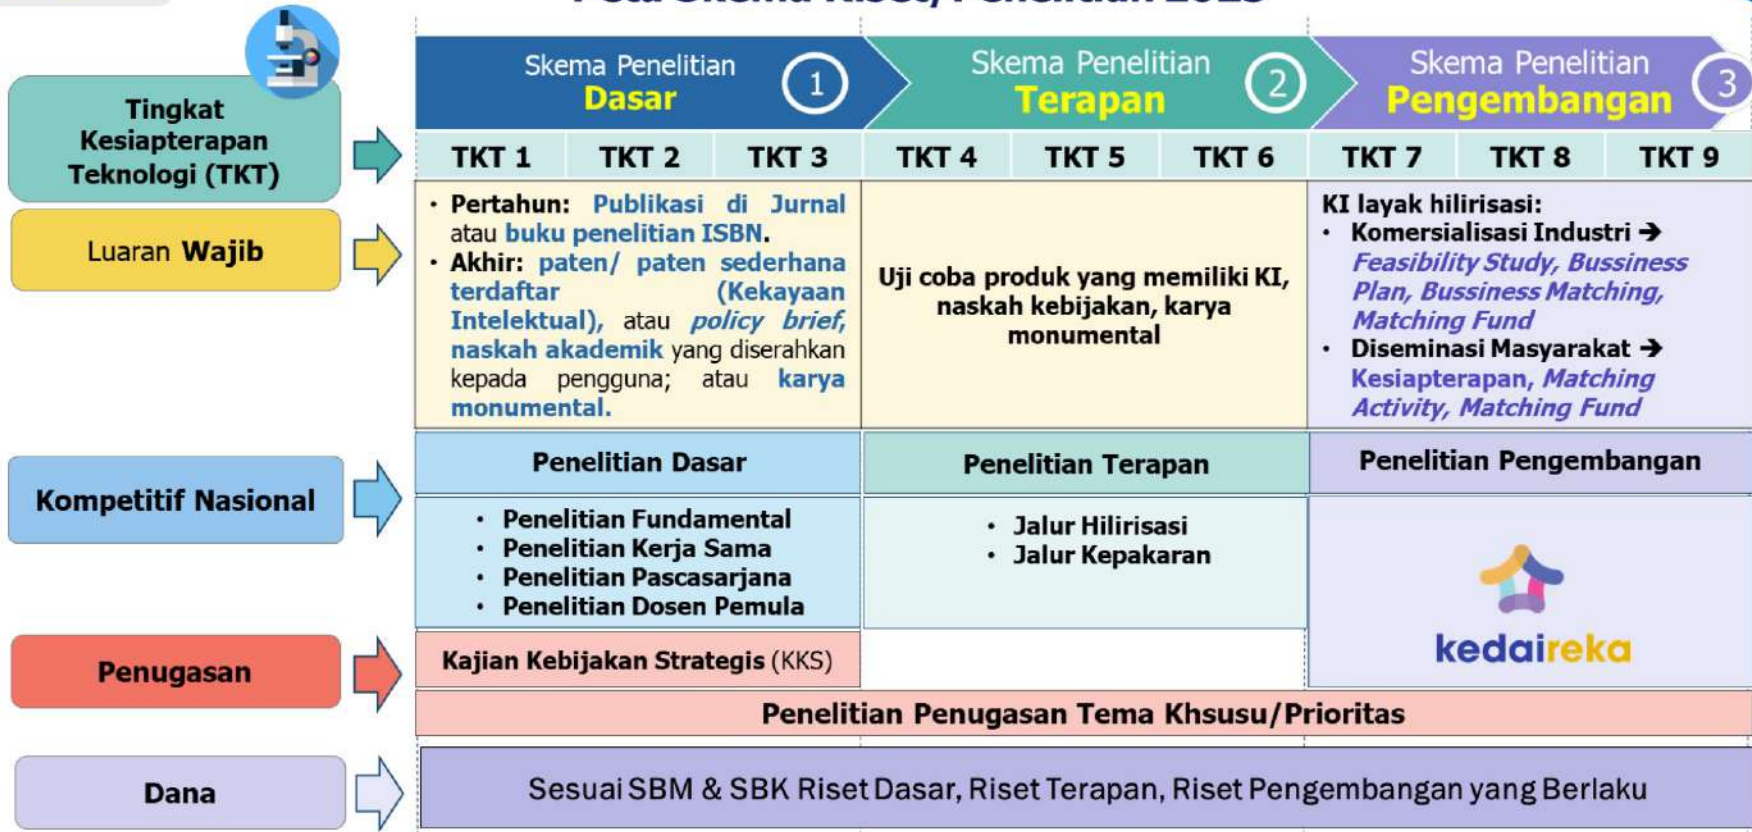 Peta Skema Riset/Penelitian 2025
Skema Penelitian
Dasar
1
Skema Penelitian
Terapan
2
Skema Penelitian
Pengembangan
3
Tingkat
Kesiapterapan
Teknologi (TKT)
TKT 1 TKT 2 TKT 3 TKT 4 TKT 5 TKT 6 TKT 7 TKT 8 TKT 9
Luaran Wajib
• Pertahun: Publikasi di Jurnal
atau buku penelitian ISBN.
• Akhir: paten/ paten sederhana
terdaftar (Kekayaan
Intelektual), atau policy brief,
naskah akademik yang diserahkan
kepada pengguna; atau karya
monumental.
Uji coba produk yang memiliki KI,
naskah kebijakan, karya
monumental
KI layak hilirisasi:
• Komersialisasi Industri ➔
Feasibility Study, Bussiness
Plan, Bussiness Matching,
Matching Fund
• Diseminasi Masyarakat ➔
Kesiapterapan, Matching
Activity, Matching Fund
Kompetitif Nasional
Penelitian Dasar
Penelitian Terapan
Penelitian Pengembangan
• Penelitian Fundamental
• Penelitian Kerja Sama
• Penelitian Pascasarjana
• Penelitian Dosen Pemula
• Jalur Hilirisasi
• Jalur Kepakaran
kedaireka
Penugasan
Kajian Kebijakan Strategis (KKS)
Penelitian Penugasan Tema Khsusu/Prioritas
Dana
Sesuai SBM & SBK Riset Dasar, Riset Terapan, Riset Pengembangan yang Berlaku